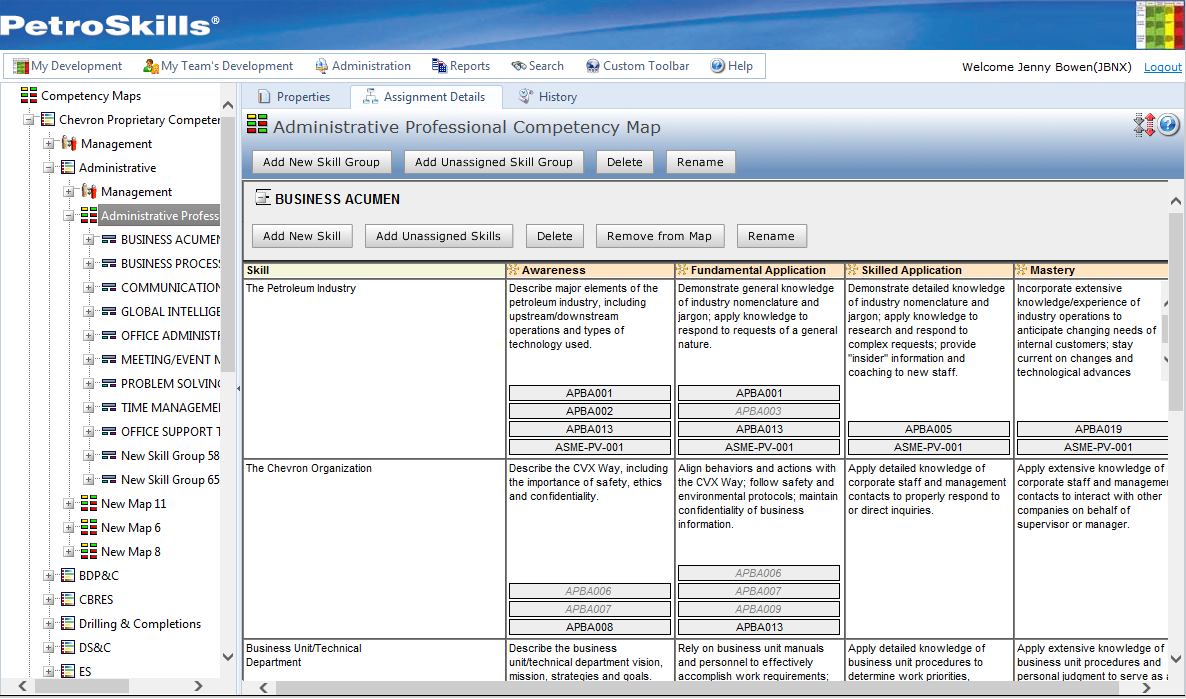 PetroSkills®
My Development
My Team's Development
Administration
Reports
Search
Custom Toolbar
Help
Welcome Jenny Bowen(JBNX)
Logout
Competency Maps
Chevron Proprietary Competer
Management
Administrative
Management
Administrative Profess
BUSINESS ACUMEN
BUSINESS PROCESS
COMMUNICATION
GLOBAL INTELLIGE
OFFICE ADMINISTR
MEETING/EVENT M
PROBLEM SOLVING
TIME MANAGEMEN
OFFICE SUPPORT T
New Skill Group 58
New Skill Group 65
New Map 11
New Map 6
New Map 8
BDP&C
CBRES
Drilling & Completions
DS&C
ES
Properties
Assignment Details
History
Administrative Professional Competency Map
Add New Skill Group
Add Unassigned Skill Group
Delete
Rename
BUSINESS ACUMEN
Add New Skill
Add Unassigned Skills
Delete
Remove from Map
Rename
Skill
Awareness
Fundamental Application
Skilled Application
Mastery
The Petroleum Industry
Describe major elements of the
petroleum industry, including
upstream/downstream
operations and types of
technology used.
APBA001
APBA002
APBA013
ASME-PV-001
Demonstrate general knowledge
of industry nomenclature and
jargon; apply knowledge to
respond to requests of a general
nature.
APBA001
APBA003
APBA013
ASME-PV-001
Demonstrate detailed knowledge
of industry nomenclature and
jargon; apply knowledge to
research and respond to
complex requests; provide
"insider" information and
coaching to new staff.
APBA005
ASME-PV-001
Incorporate extensive
knowledge/experience of
industry operations to
anticipate changing needs of
internal customers; stay
current on changes and
technological advances
APBA019
ASME-PV-001
The Chevron Organization
Describe the CVX Way, including
the importance of safety, ethics
and confidentiality.
APBA006
APBA007
APBA008
Align behaviors and actions with
the CVX Way; follow safety and
environmental protocols; maintain
confidentiality of business
information.
APBA006
APBA007
APBA009
APBA013
Apply detailed knowledge of
corporate staff and management
contacts to properly respond to
or direct inquiries.
Apply extensive knowledge of
corporate staff and managemen
contacts to interact with other
companies on behalf of
supervisor or manager.
Business Unit/Technical
Department
Describe the business
unit/technical department vision,
mission, strategies and goals.
Rely on business unit manuals
and personnel to effectively
accomplish work requirements;
Apply detailed knowledge of
business unit procedures to
determine work priorities,
Apply extensive knowledge of
business unit procedures and
personal judgment to serve as a